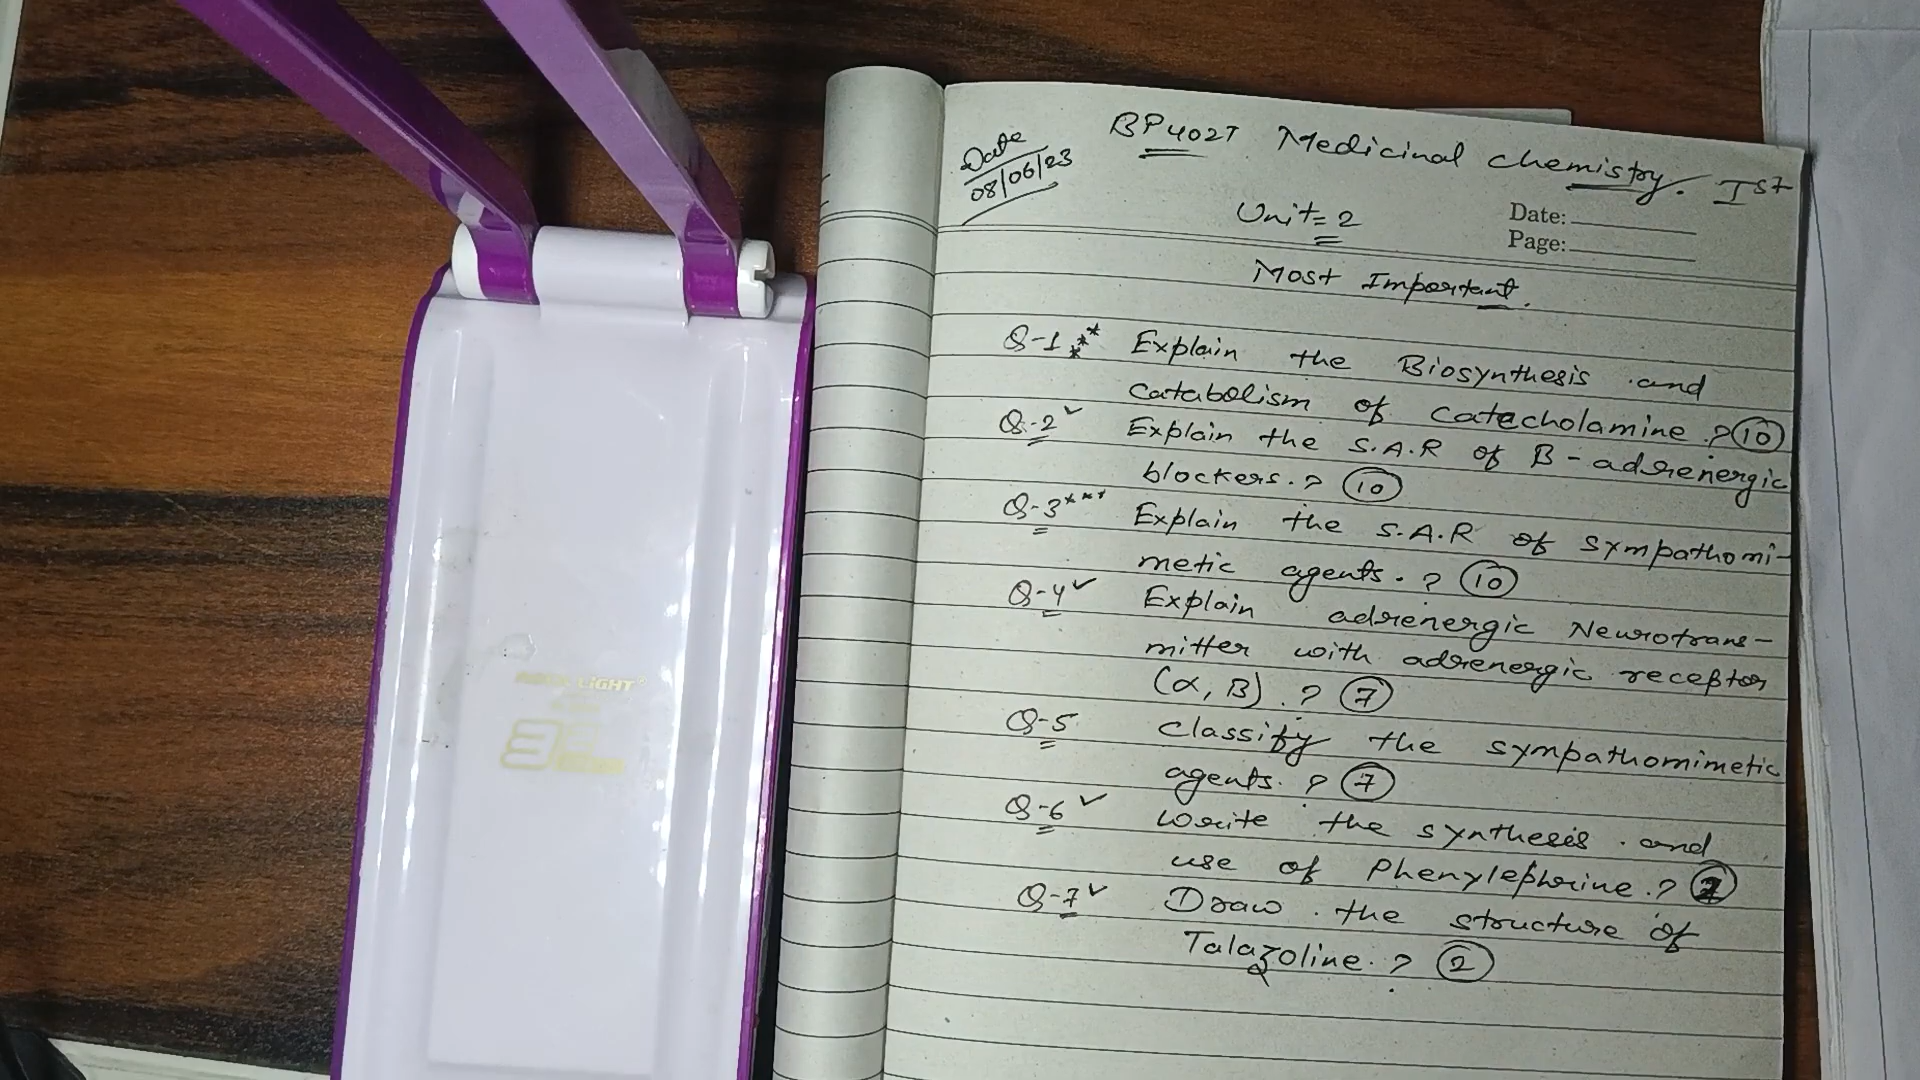 BP402T Medicinal chemistry. Ist
Date
08/06/23
Unit = 2
Date:
Page:
Most Important.
Q-1 *** Explain the Biosynthesis and
catabolism of catecholamine.? 10
Q-2 ✓ Explain the S.A.R of B-adrenergic
blockers.? 10
Q-3 *** Explain the S.A.R of sympathomi-
metic agents.? 10
Q-4 ✓ Explain adrenergic Neurotrans-
mitter with adrenergic receptor
(α, B).? 7
Q-5 Classify the sympathomimetic
agents.? 7
Q-6 ✓ Write the synthesis and
use of Phenylephrine.?
Q-7 ✓ Draw the structure of
Talazoline.? 2
LIGHT
3